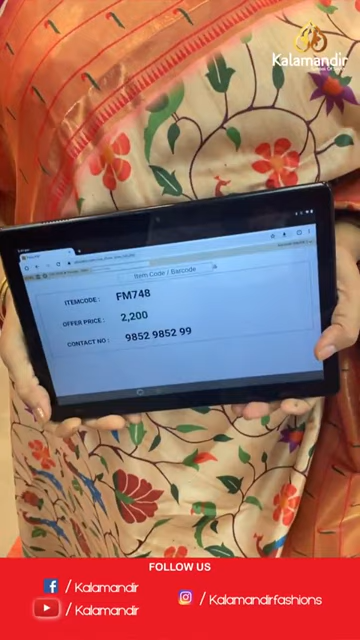 Kalamandir
Item Code / Barcode
ITEMCODE : FM748
OFFER PRICE : 2,200
CONTACT NO : 9852 9852 99
FOLLOW US
/ Kalamandir
/ Kalamandirfashions
/ Kalamandir